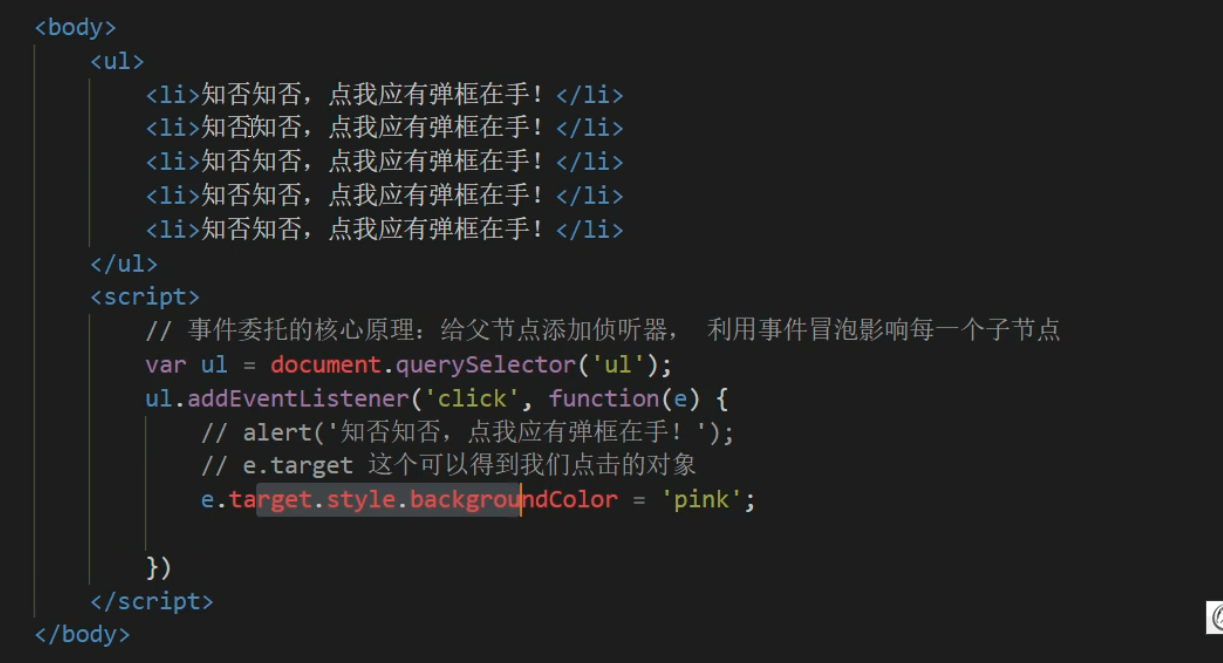 <body>
<ul>
<li>知否知否，点我应有弹框在手！</li>
<li>知否知否，点我应有弹框在手！</li>
<li>知否知否，点我应有弹框在手！</li>
<li>知否知否，点我应有弹框在手！</li>
<li>知否知否，点我应有弹框在手！</li>
</ul>
<script>
// 事件委托的核心原理：给父节点添加侦听器， 利用事件冒泡影响每一个子节点
var ul = document.querySelector('ul');
ul.addEventListener('click', function(e) {
// alert('知否知否，点我应有弹框在手！');
// e.target 这个可以得到我们点击的对象
e.target.style.backgroundColor = 'pink';
})
</script>
</body>